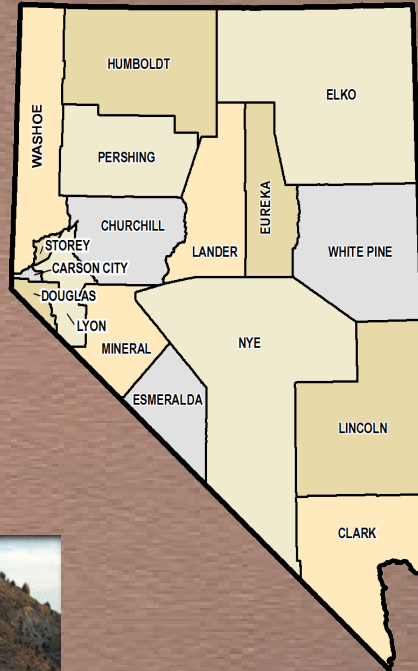 HUMBOLDT
ELKO
WASHOE
PERSHING
EUREKA
CHURCHILL
STOREY
LANDER
WHITE PINE
CARSON CITY
DOUGLAS
LYON
NYE
MINERAL
ESMERALDA
LINCOLN
CLARK